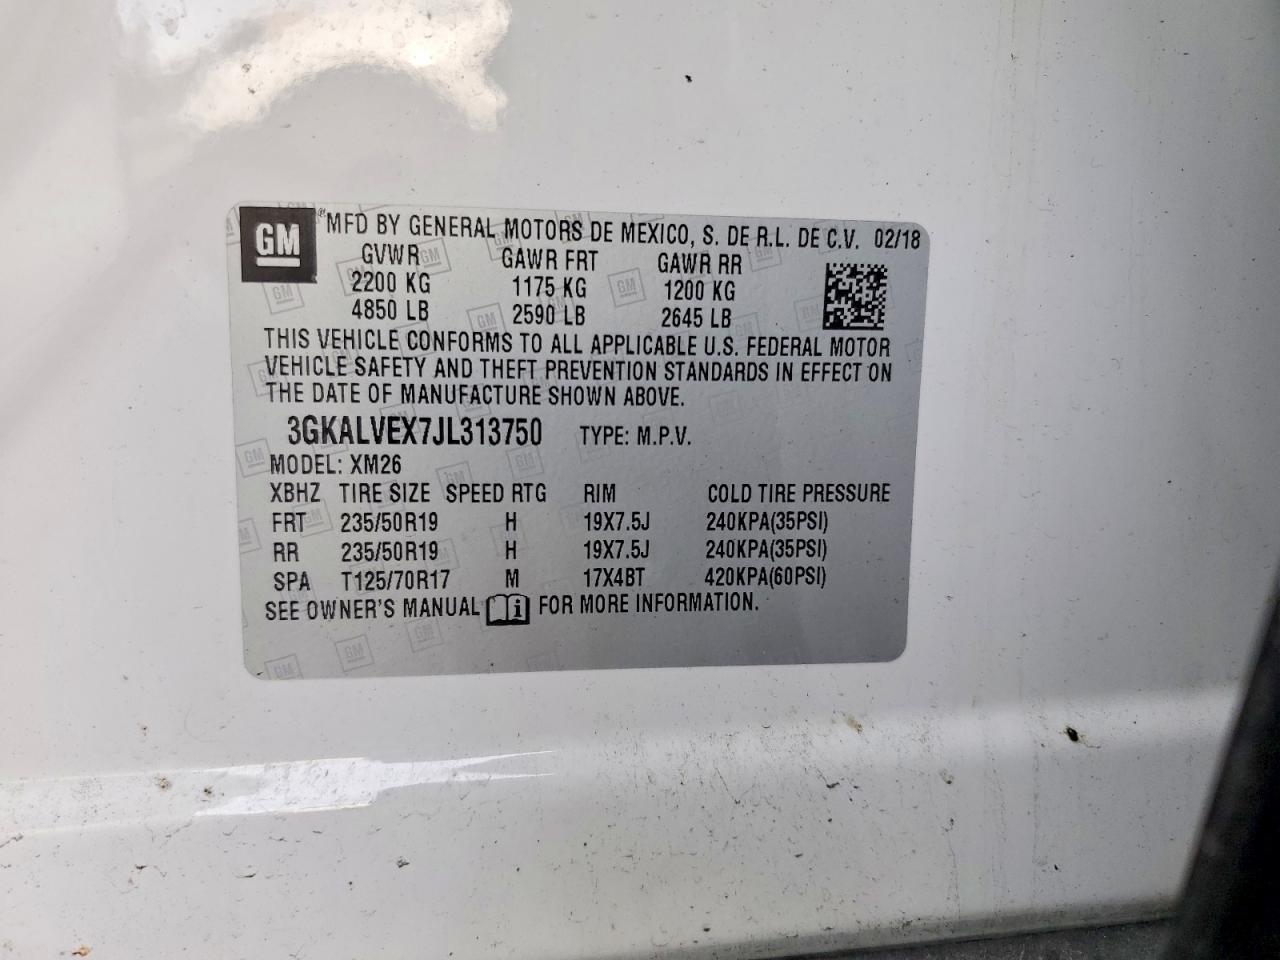 GM MFD BY GENERAL MOTORS DE MEXICO, S. DE R.L. DE C.V. 02/18
GVWR GAWR FRT GAWR RR
2200 KG 1175 KG 1200 KG
4850 LB 2590 LB 2645 LB
THIS VEHICLE CONFORMS TO ALL APPLICABLE U.S. FEDERAL MOTOR
VEHICLE SAFETY AND THEFT PREVENTION STANDARDS IN EFFECT ON
THE DATE OF MANUFACTURE SHOWN ABOVE.
3GKALVEX7JL313750 TYPE: M.P.V.
MODEL: XM26
XBHZ TIRE SIZE SPEED RTG RIM COLD TIRE PRESSURE
FRT 235/50R19 H 19X7.5J 240KPA(35PSI)
RR 235/50R19 H 19X7.5J 240KPA(35PSI)
SPA T125/70R17 M 17X4BT 420KPA(60PSI)
SEE OWNER'S MANUAL i FOR MORE INFORMATION.